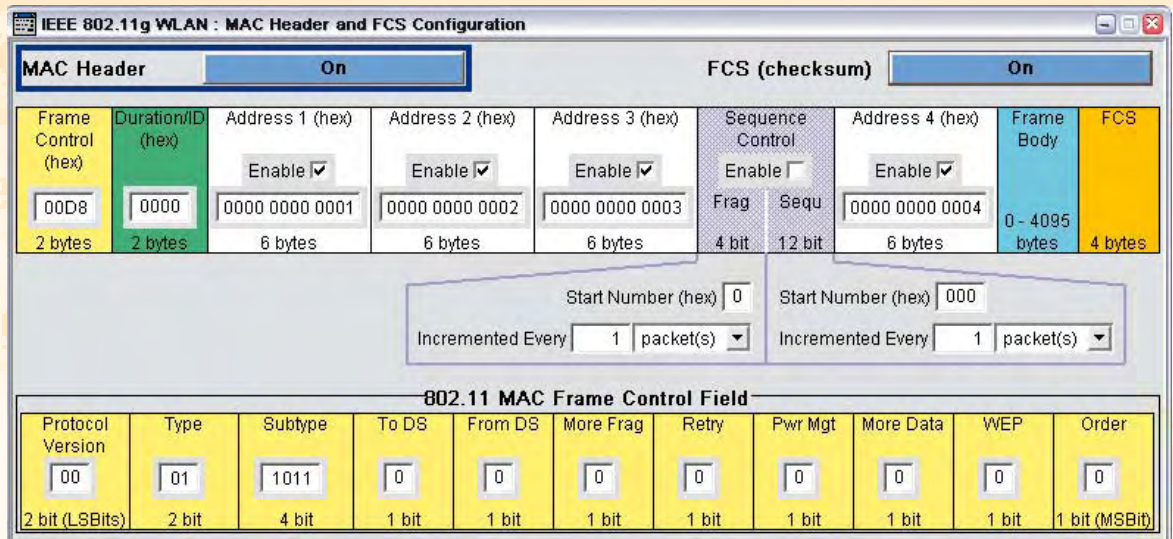 IEEE 802.11g WLAN : MAC Header and FCS Configuration
MAC Header On FCS (checksum) On
Frame Control (hex) Duration/ID (hex) Address 1 (hex) Address 2 (hex) Address 3 (hex) Sequence Control Address 4 (hex) Frame Body FCS
Enable Enable Enable Enable Enable
Frag Sequ
00D8 0000 0000 0000 0001 0000 0000 0002 0000 0000 0003 0000 0000 0004 0 - 4095
2 bytes 2 bytes 6 bytes 6 bytes 6 bytes 4 bit 12 bit 6 bytes bytes 4 bytes
Start Number (hex) 0 Start Number (hex) 000
Incremented Every 1 packet(s) Incremented Every 1 packet(s)
802.11 MAC Frame Control Field
Protocol Version Type Subtype To DS From DS More Frag Retry Pwr Mgt More Data WEP Order
00 01 1011 0 0 0 0 0 0 0 0
2 bit (LSBits) 2 bit 4 bit 1 bit 1 bit 1 bit 1 bit 1 bit 1 bit 1 bit 1 bit (MSBit)